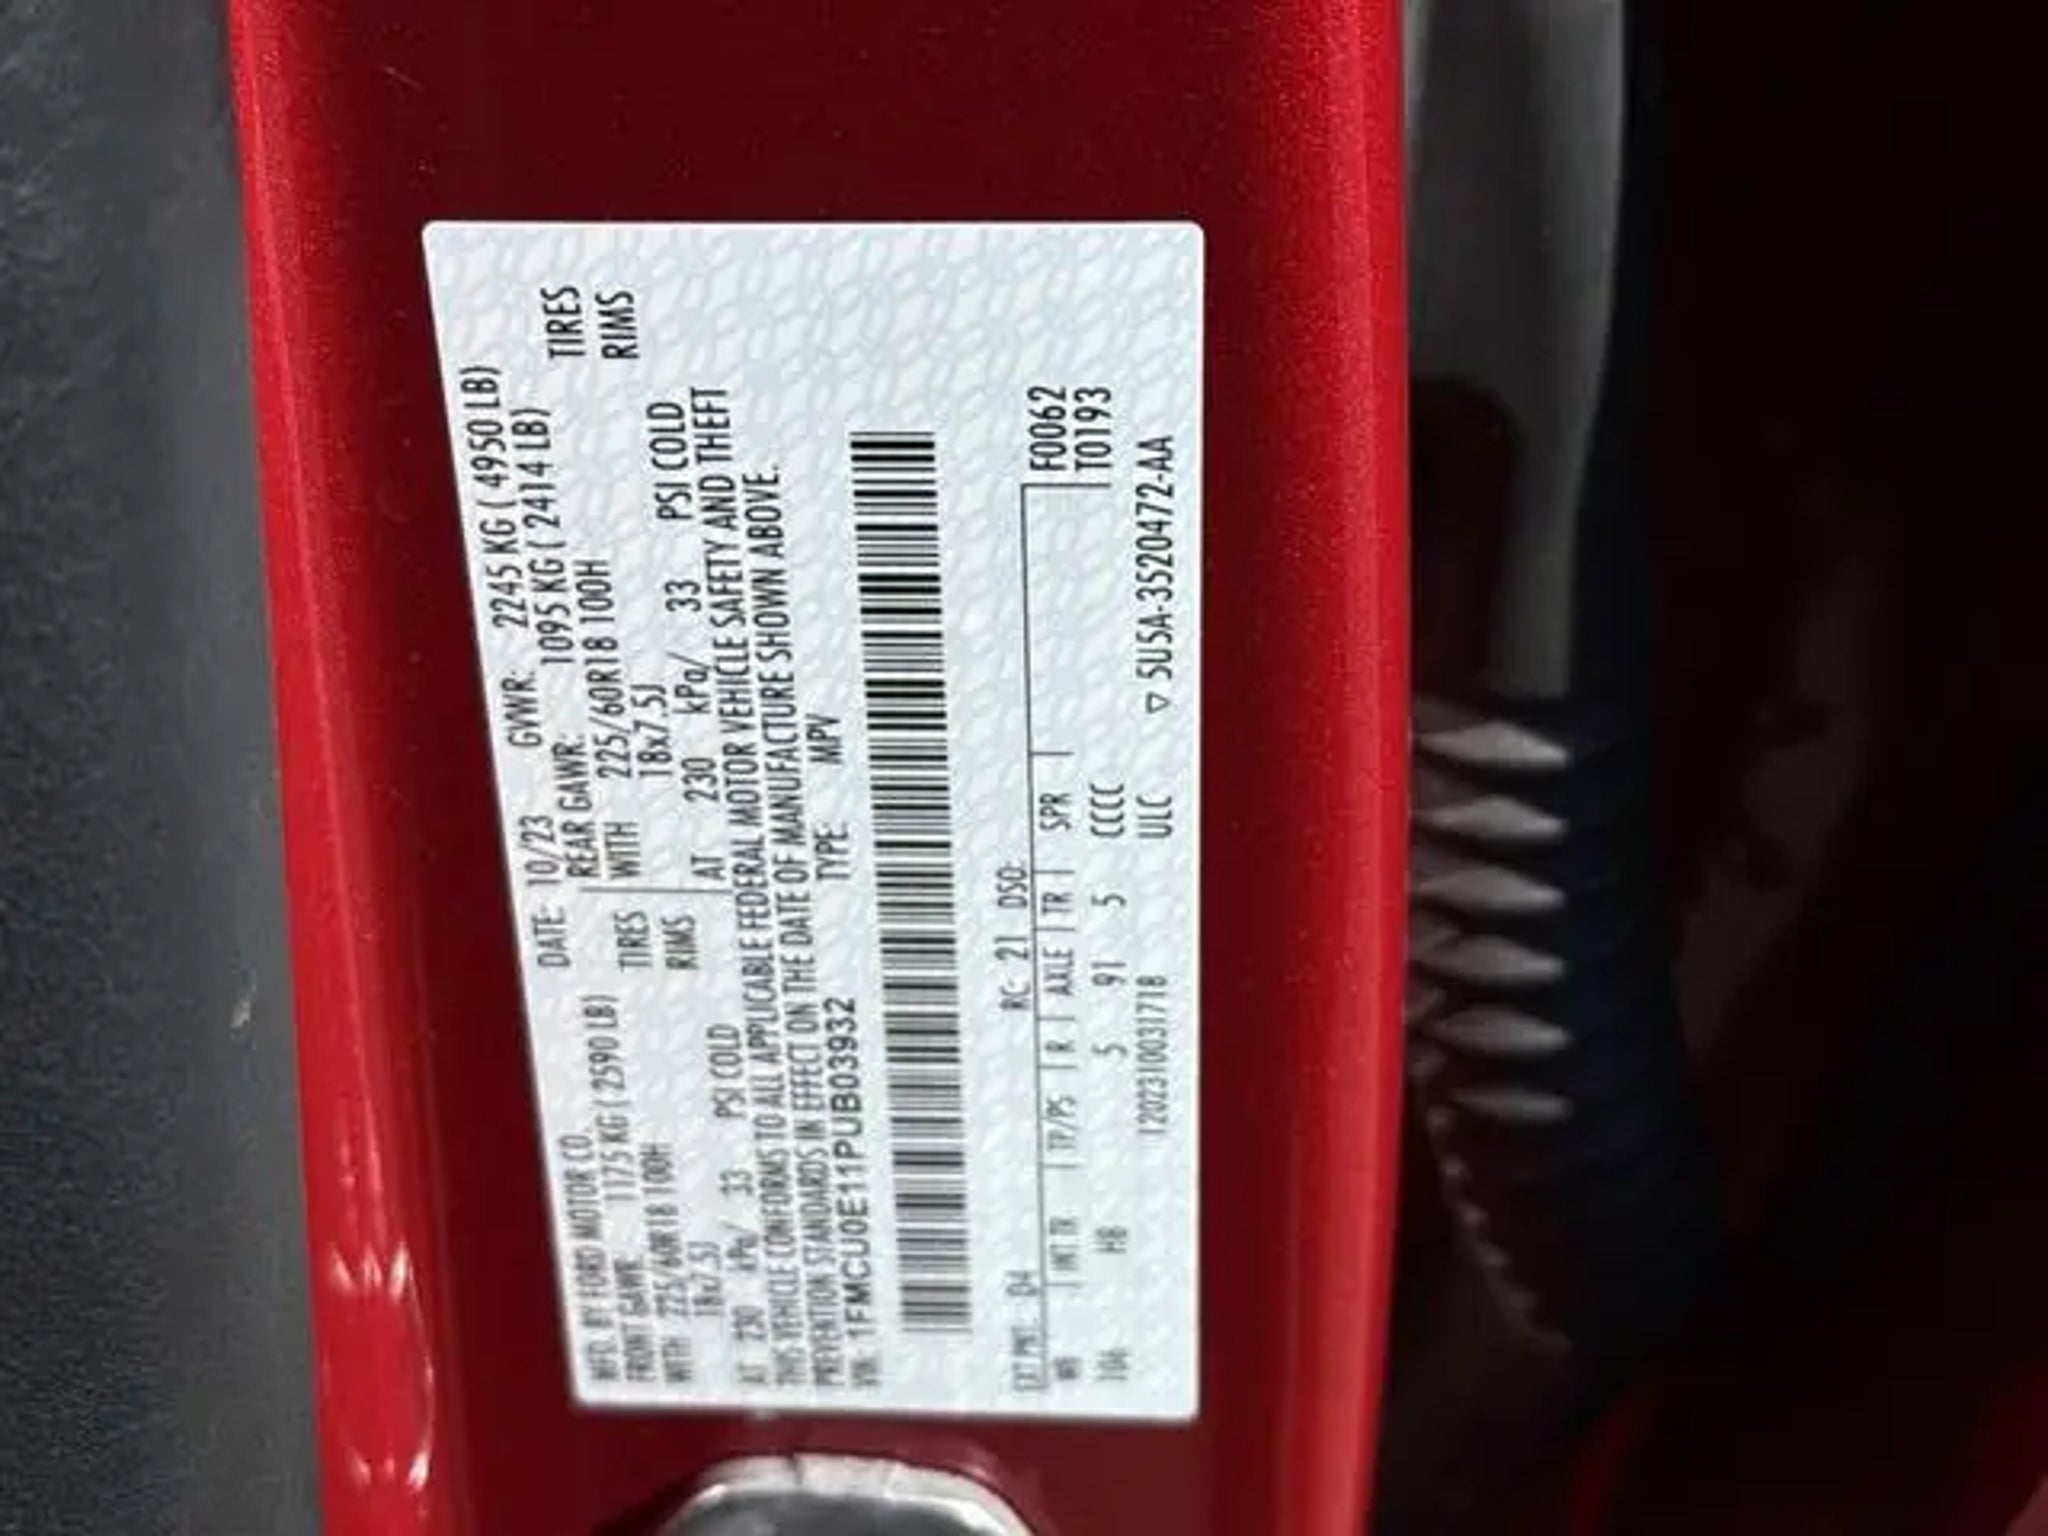 MFD. BY FORD MOTOR CO. DATE: 10/23 GVWR: 2245 KG ( 4950 LB)
FRONT GAWR: 1175 KG ( 2590 LB) REAR GAWR: 1095 KG ( 2414 LB)
WITH 225/60R18 100H TIRES WITH 225/60R18 100H TIRES
18x7.5J RIMS 18x7.5J RIMS
AT 230 kPa/ 33 PSI COLD AT 230 kPa/ 33 PSI COLD
THIS VEHICLE CONFORMS TO ALL APPLICABLE FEDERAL MOTOR VEHICLE SAFETY AND THEFT
PREVENTION STANDARDS IN EFFECT ON THE DATE OF MANUFACTURE SHOWN ABOVE.
VIN: 1FMCU0E11PUB03932 TYPE: MPV
F0062
T0193
EXT PNT: D4 RC: 21 DSO:
WB INT TR TP/PS R AXLE TR SPR
106 H8 5 91 5 CCCC
120231003171B ULC ▽ 5U5A-3520472-AA